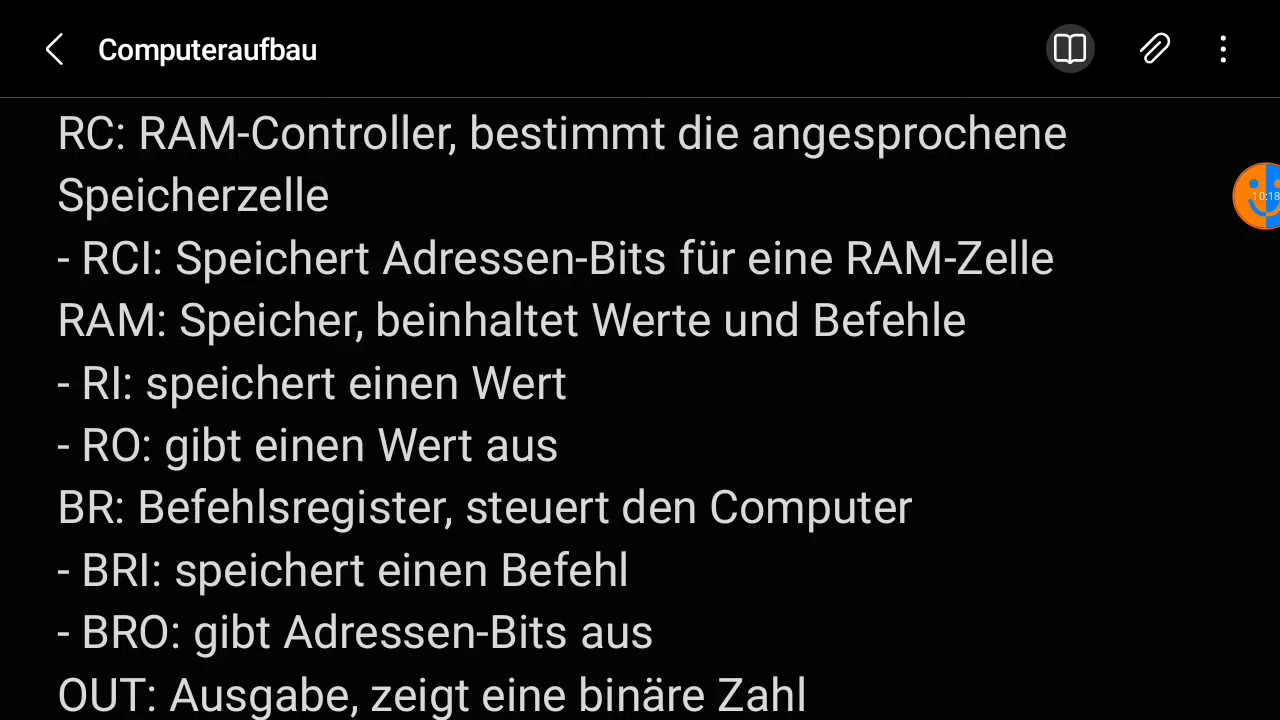 Computeraufbau
RC: RAM-Controller, bestimmt die angesprochene
Speicherzelle
10:18
- RCI: Speichert Adressen-Bits für eine RAM-Zelle
RAM: Speicher, beinhaltet Werte und Befehle
- RI: speichert einen Wert
- RO: gibt einen Wert aus
BR: Befehlsregister, steuert den Computer
- BRI: speichert einen Befehl
- BRO: gibt Adressen-Bits aus
OUT: Ausgabe, zeigt eine binäre Zahl